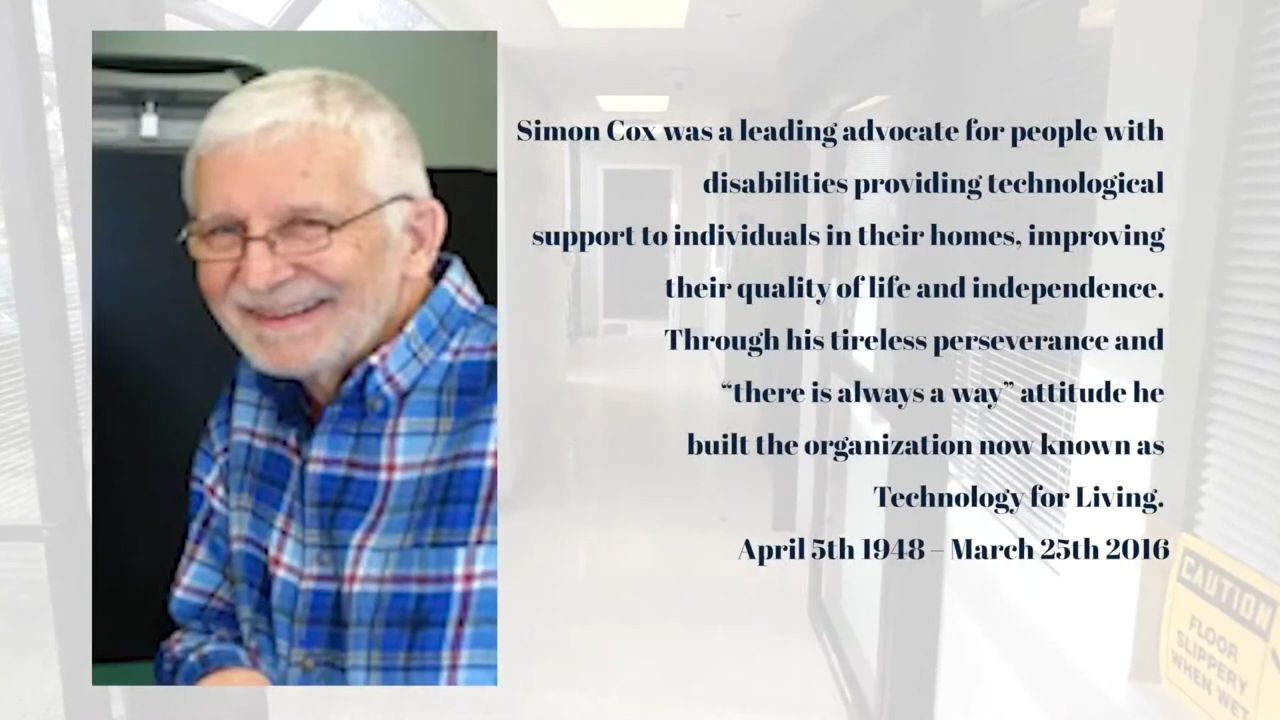 Simon Cox was a leading advocate for people with
disabilities providing technological
support to individuals in their homes, improving
their quality of life and independence.
Through his tireless perseverance and
“there is always a way” attitude he
built the organization now known as
Technology for Living.
April 5th 1948 – March 25th 2016
CAUTION
FLOOR
SLIPPERY
WHEN WET